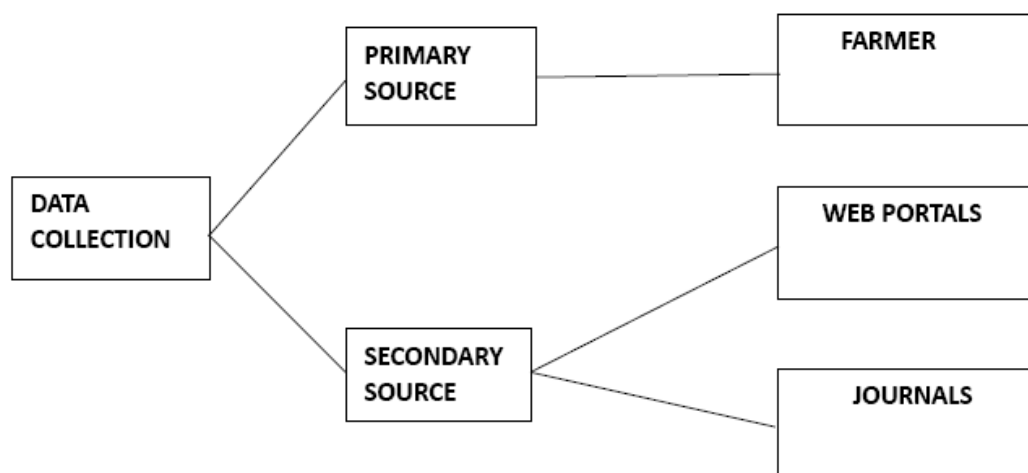 DATA
COLLECTION
PRIMARY
SOURCE
FARMER
SECONDARY
SOURCE
WEB PORTALS
JOURNALS